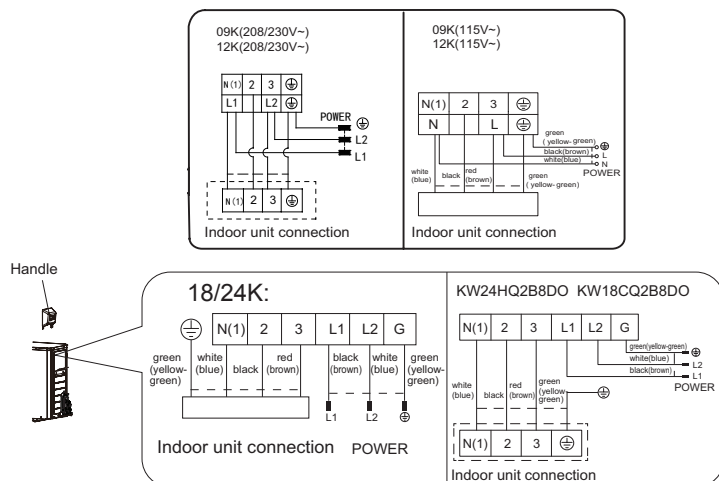 09K(208/230V~)
12K(208/230V~)
N(1) 2 3
L1 L2
POWER
L2
L1
N(1) 2 3
Indoor unit connection
09K(115V~)
12K(115V~)
N(1) 2 3
N L
green
(yellow-green)
black(brown) L
white(blue) N
POWER
white
(blue)
black
red
(brown)
green
(yellow-green)
Indoor unit connection
Handle
18/24K:
N(1) 2 3 L1 L2 G
green
(yellow-
green)
white
(blue)
black
red
(brown)
black
(brown)
white
(blue)
green
(yellow-
green)
L1 L2
Indoor unit connection POWER
KW24HQ2B8DO KW18CQ2B8DO
N(1) 2 3 L1 L2 G
green(yellow-green)
white(blue) L2
black(brown) L1
POWER
white
(blue)
black
red
(brown)
green
(yellow-
green)
N(1) 2 3
Indoor unit connection